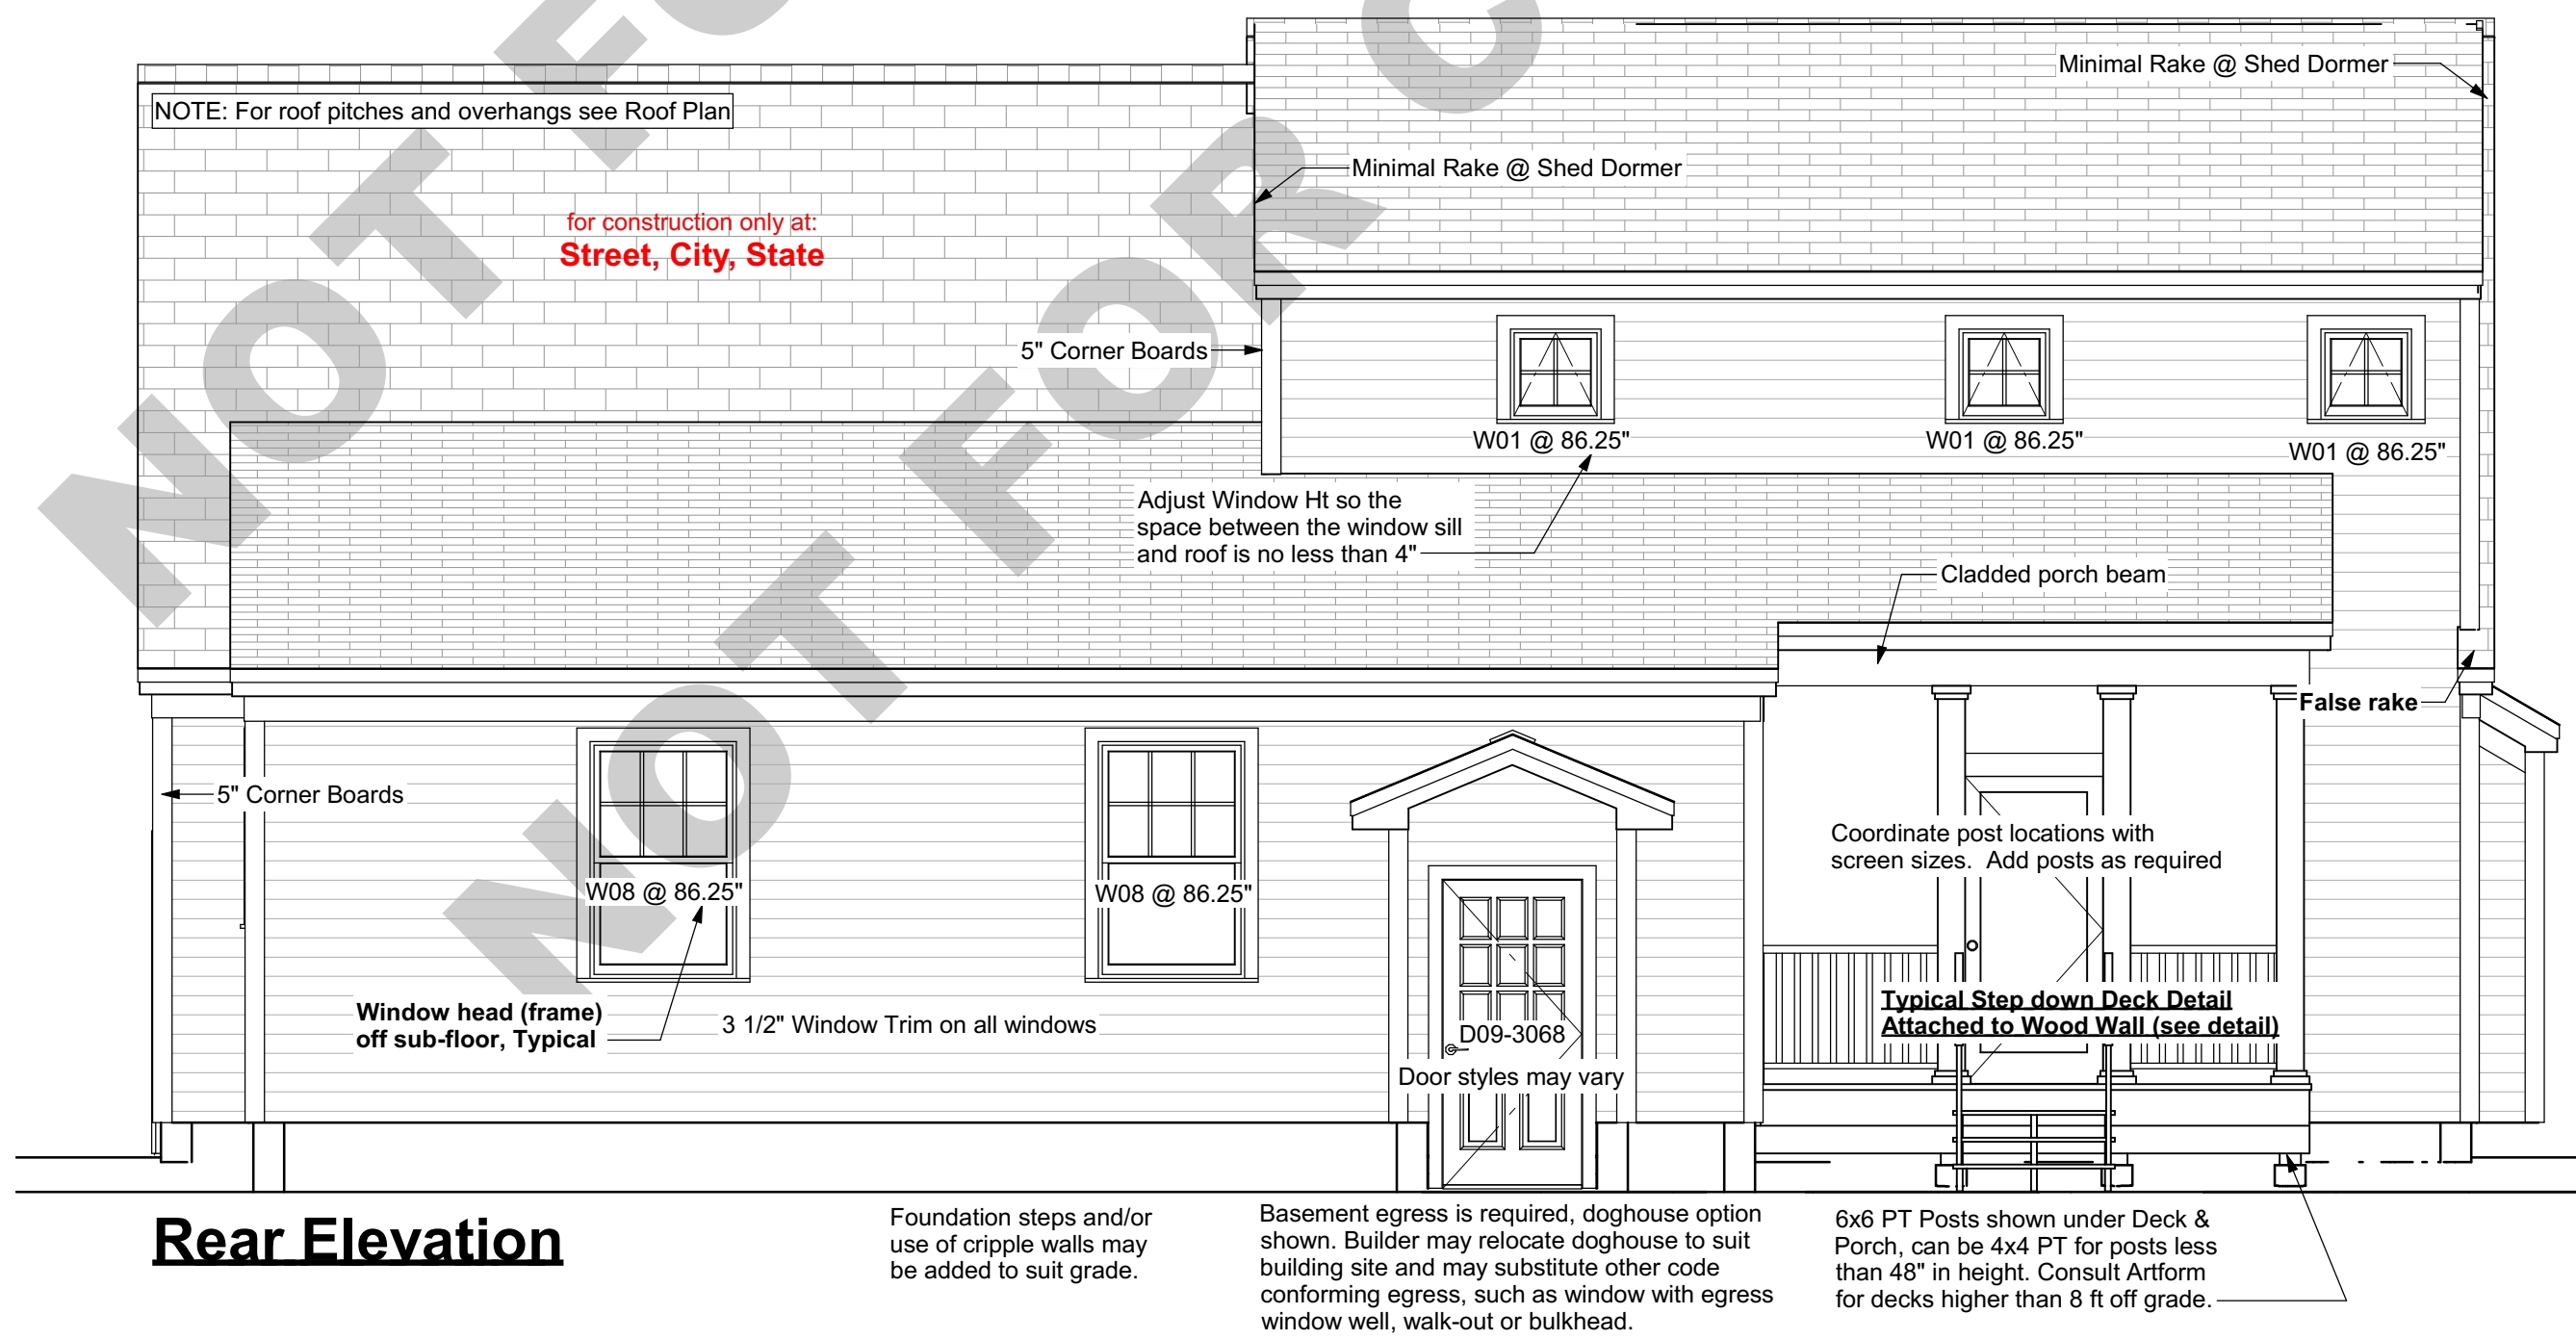 NOT FOR C
NOT FO
Minimal Rake @ Shed Dormer
NOTE: For roof pitches and overhangs see Roof Plan
Minimal Rake @ Shed Dormer
for construction only at:
Street, City, State
5" Corner Boards
W01 @ 86.25"
W01 @ 86.25"
W01 @ 86.25"
Adjust Window Ht so the
space between the window sill
and roof is no less than 4"
Cladded porch beam
False rake
5" Corner Boards
Coordinate post locations with
screen sizes. Add posts as required
W08 @ 86.25"
W08 @ 86.25"
Window head (frame)
off sub-floor, Typical
3 1/2" Window Trim on all windows
Typical Step down Deck Detail
Attached to Wood Wall (see detail)
D09-3068
Door styles may vary
Rear Elevation
Foundation steps and/or
use of cripple walls may
be added to suit grade.
Basement egress is required, doghouse option
shown. Builder may relocate doghouse to suit
building site and may substitute other code
conforming egress, such as window with egress
window well, walk-out or bulkhead.
6x6 PT Posts shown under Deck &
Porch, can be 4x4 PT for posts less
than 48" in height. Consult Artform
for decks higher than 8 ft off grade.